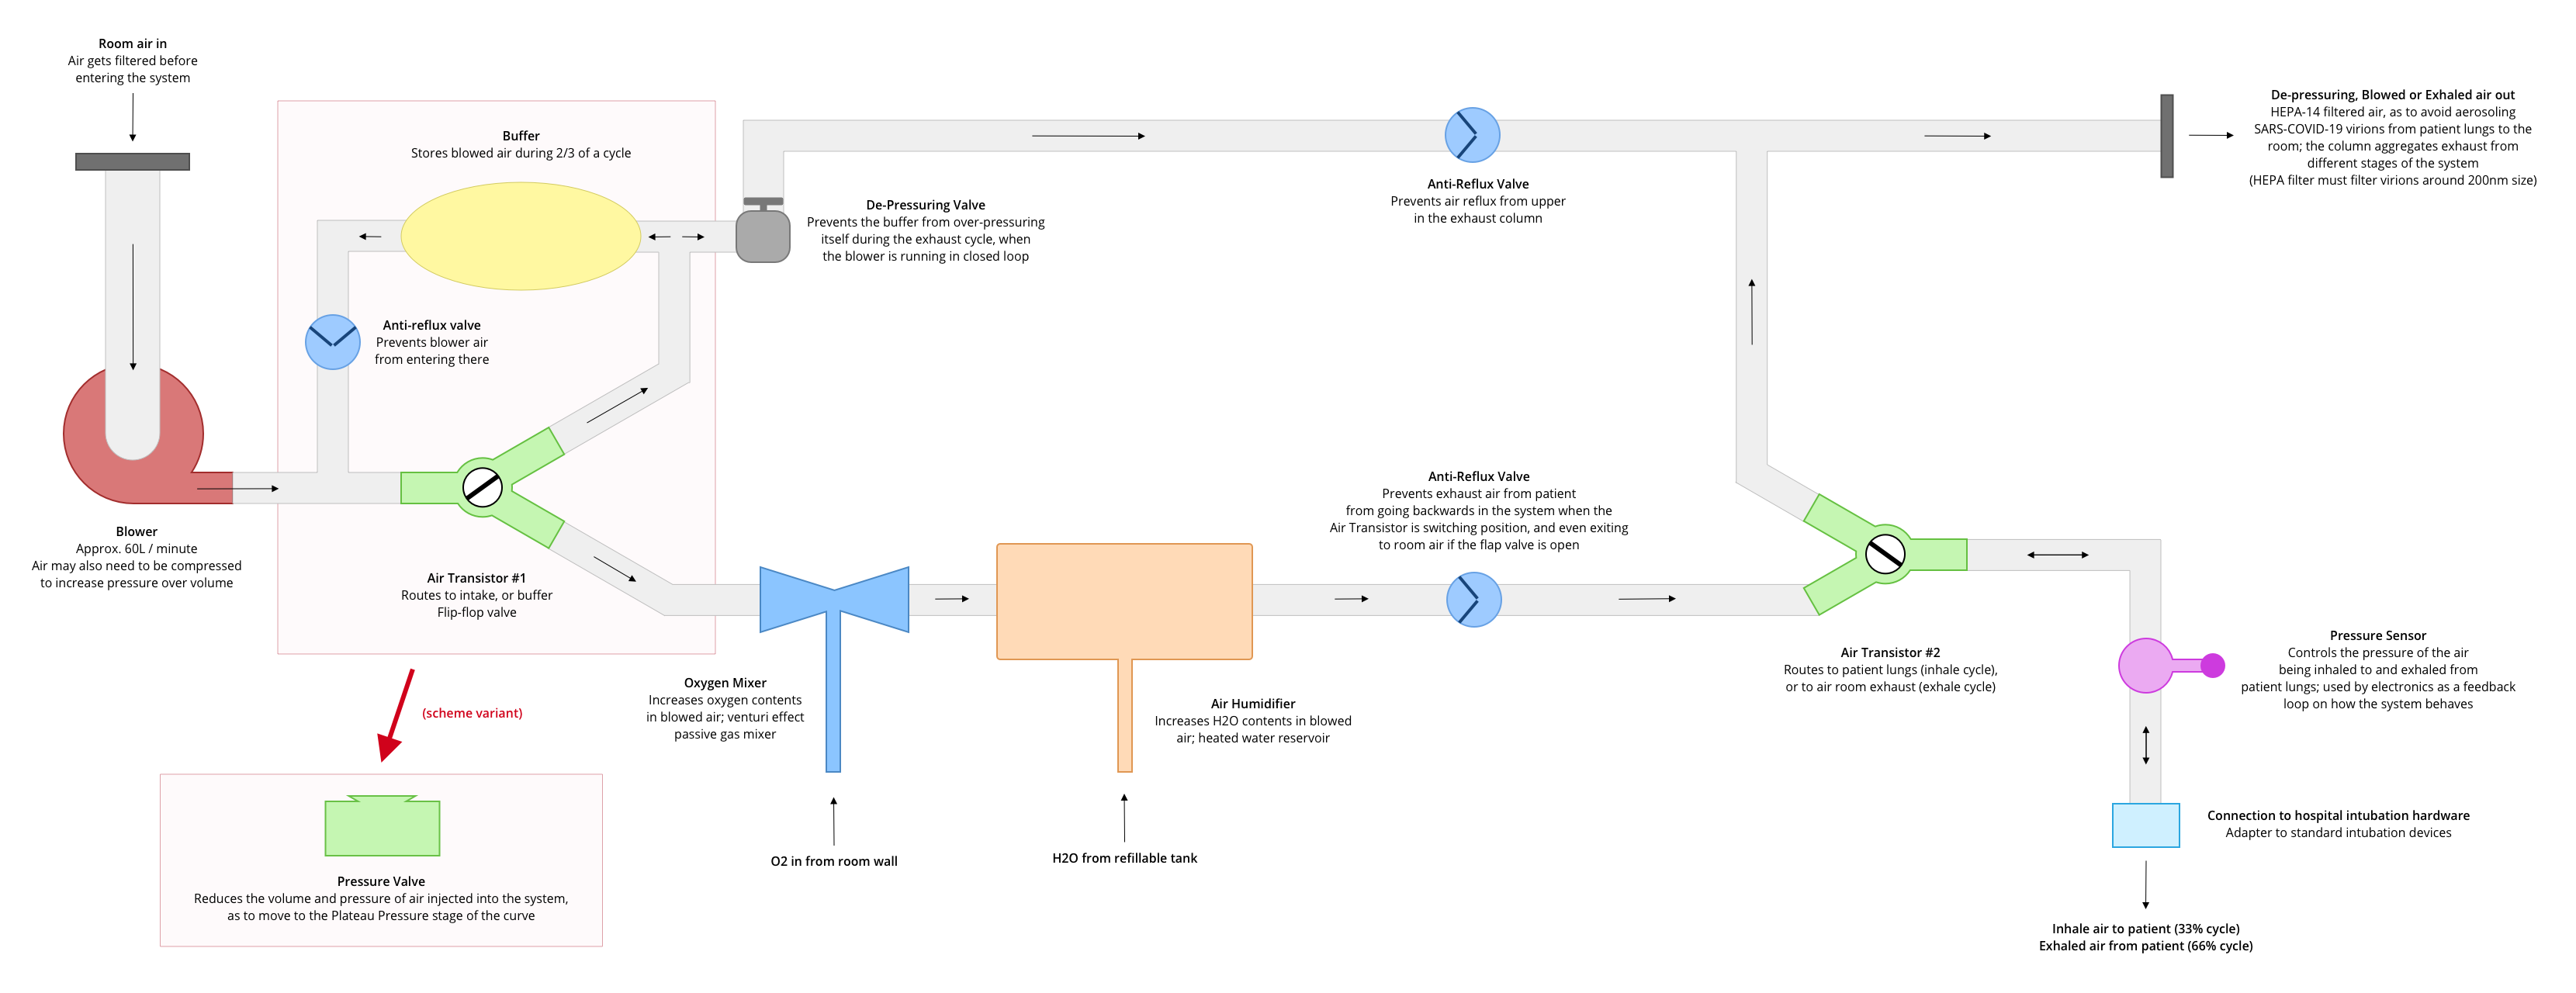 Room air in
Air gets filtered before
entering the system
Buffer
Stores blowed air during 2/3 of a cycle
De-Pressuring Valve
Prevents the buffer from over-pressuring
itself during the exhaust cycle, when
the blower is running in closed loop
Anti-Reflux Valve
Prevents air reflux from upper
in the exhaust column
De-pressuring, Blowed or Exhaled air out
HEPA-14 filtered air, as to avoid aerosoling
SARS-COVID-19 virions from patient lungs to the
room; the column aggregates exhaust from
different stages of the system
(HEPA filter must filter virions around 200nm size)
Anti-reflux valve
Prevents blower air
from entering there
Blower
Approx. 60L / minute
Air may also need to be compressed
to increase pressure over volume
Air Transistor #1
Routes to intake, or buffer
Flip-flop valve
Anti-Reflux Valve
Prevents exhaust air from patient
from going backwards in the system when the
Air Transistor is switching position, and even exiting
to room air if the flap valve is open
Oxygen Mixer
Increases oxygen contents
in blowed air; venturi effect
passive gas mixer
Air Humidifier
Increases H2O contents in blowed
air; heated water reservoir
Air Transistor #2
Routes to patient lungs (inhale cycle),
or to air room exhaust (exhale cycle)
Pressure Sensor
Controls the pressure of the air
being inhaled to and exhaled from
patient lungs; used by electronics as a feedback
loop on how the system behaves
(scheme variant)
Pressure Valve
Reduces the volume and pressure of air injected into the system,
as to move to the Plateau Pressure stage of the curve
O2 in from room wall
H2O from refillable tank
Connection to hospital intubation hardware
Adapter to standard intubation devices
Inhale air to patient (33% cycle)
Exhaled air from patient (66% cycle)